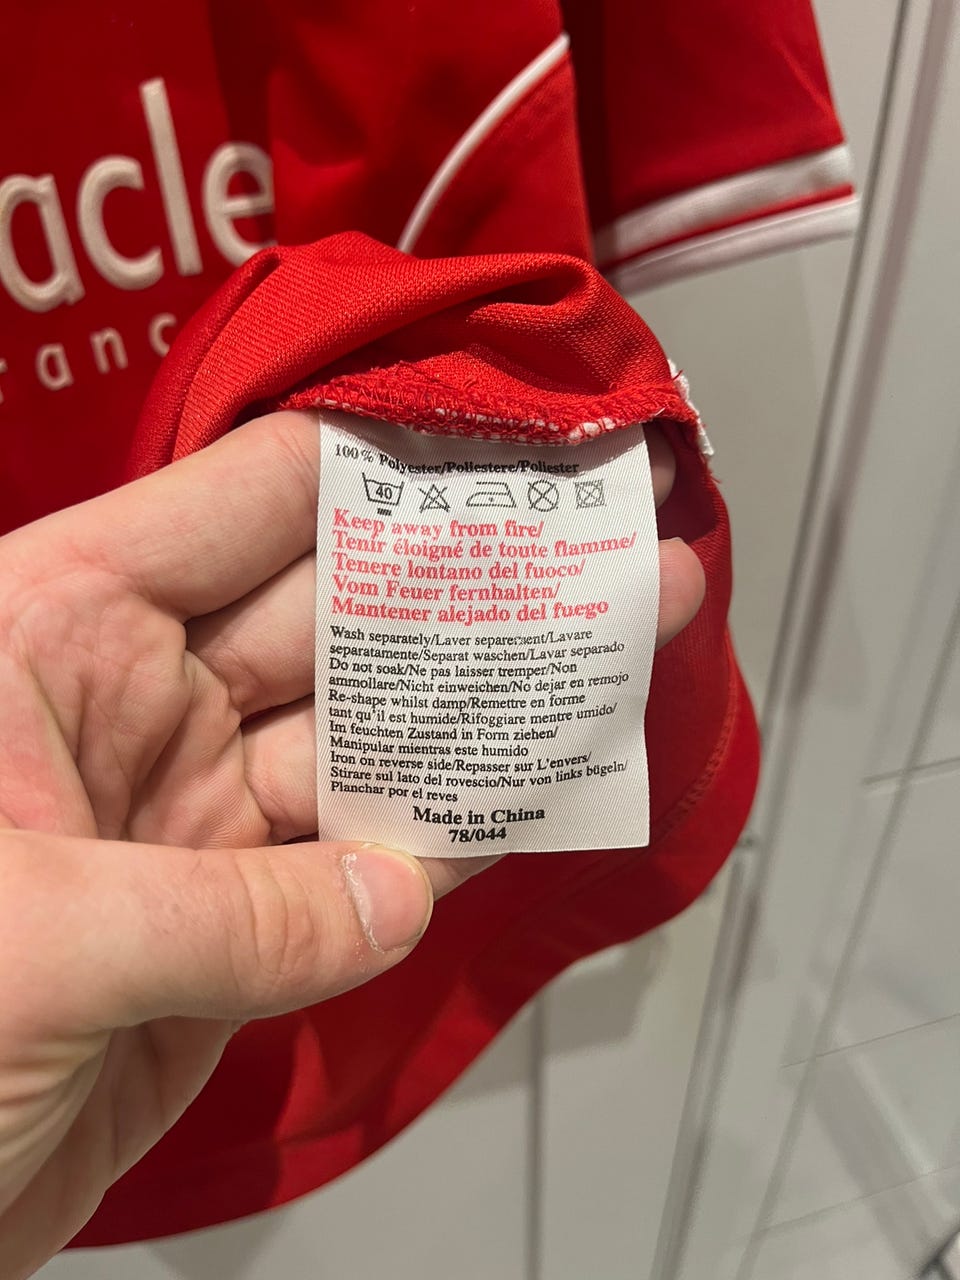 acle
ranc
100% Polyester/Poliestere/Poliester
40
Keep away from fire/
Tenir éloigné de toute flamme/
Tenere lontano del fuoco/
Vom Feuer fernhalten/
Mantener alejado del fuego
Wash separately/Laver separement/Lavare
separatamente/Separat waschen/Lavar separado
Do not soak/Ne pas laisser tremper/Non
ammollare/Nicht einweichen/No dejar en remojo
Re-shape whilst damp/Remettre en forme
tant qu'il est humide/Rifoggiare mentre umido/
Im feuchten Zustand in Form ziehen/
Manipular mientras este humido
Iron on reverse side/Repasser sur L'envers/
Stirare sul lato del rovescio/Nur von links bügeln/
Planchar por el reves
Made in China
78/044